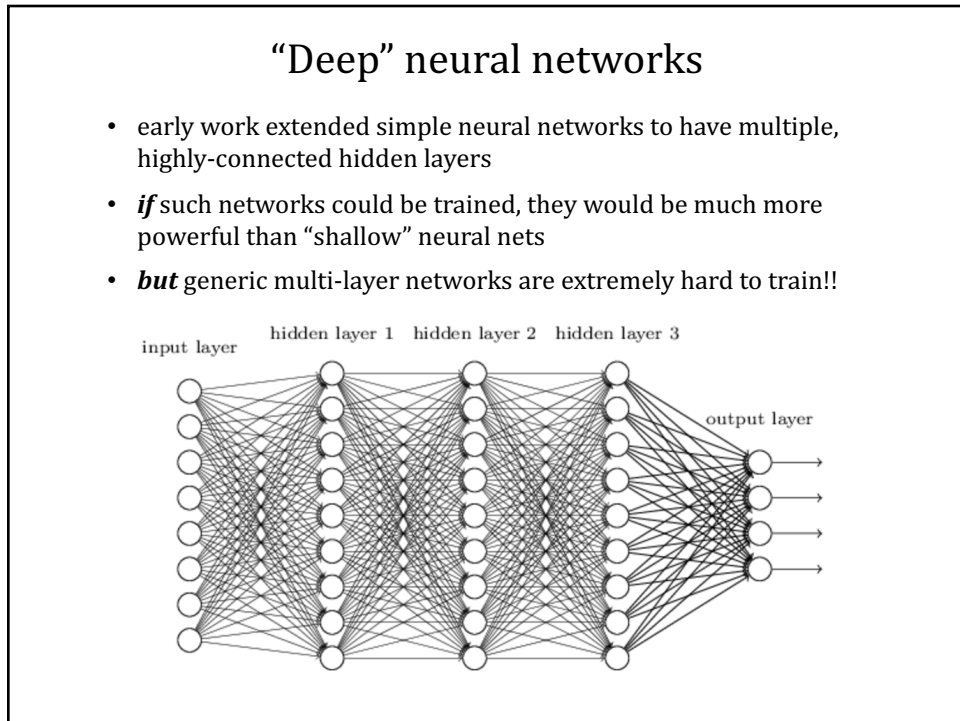 “Deep” neural networks
• early work extended simple neural networks to have multiple,
highly-connected hidden layers
• if such networks could be trained, they would be much more
powerful than “shallow” neural nets
• but generic multi-layer networks are extremely hard to train!!
input layer
hidden layer 1 hidden layer 2 hidden layer 3
output layer